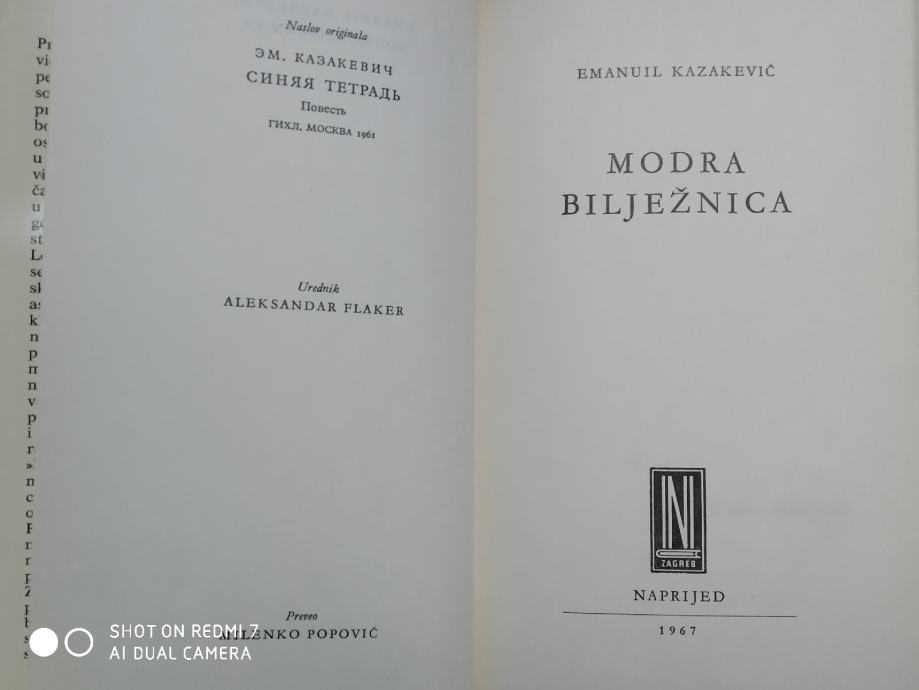 Naslov originala
ЭМ. КАЗАКЕВИЧ
СИНЯЯ ТЕТРАДЬ
Повесть
ГИХЛ, МОСКВА 1961
Urednik
ALEKSANDAR FLAKER
Preveo
MILENKO POPOVIĆ
SHOT ON REDMI 7
AI DUAL CAMERA
EMANUIL KAZAKEVIČ
MODRA
BILJEŽNICA
N
ZAGREB
NAPRIJED
1967